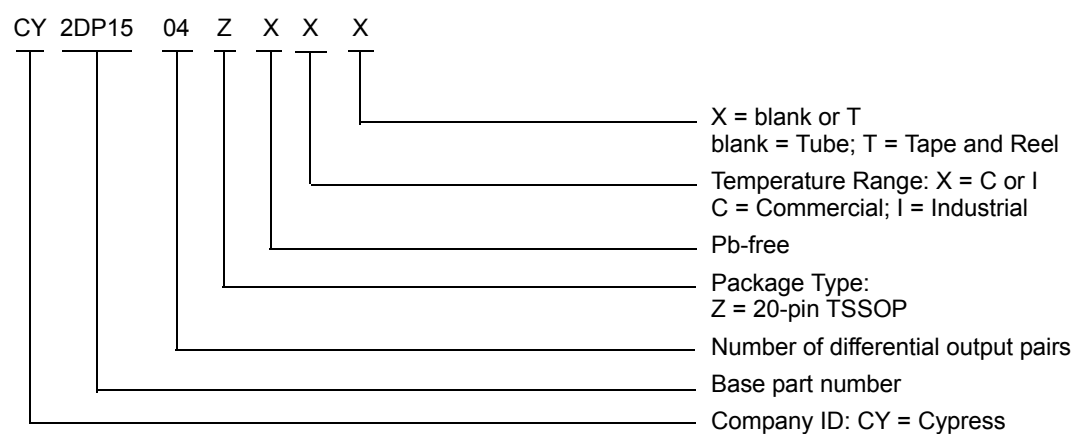 CY 2DP15 04 Z X X X
X = blank or T
blank = Tube; T = Tape and Reel
Temperature Range: X = C or I
C = Commercial; I = Industrial
Pb-free
Package Type:
Z = 20-pin TSSOP
Number of differential output pairs
Base part number
Company ID: CY = Cypress